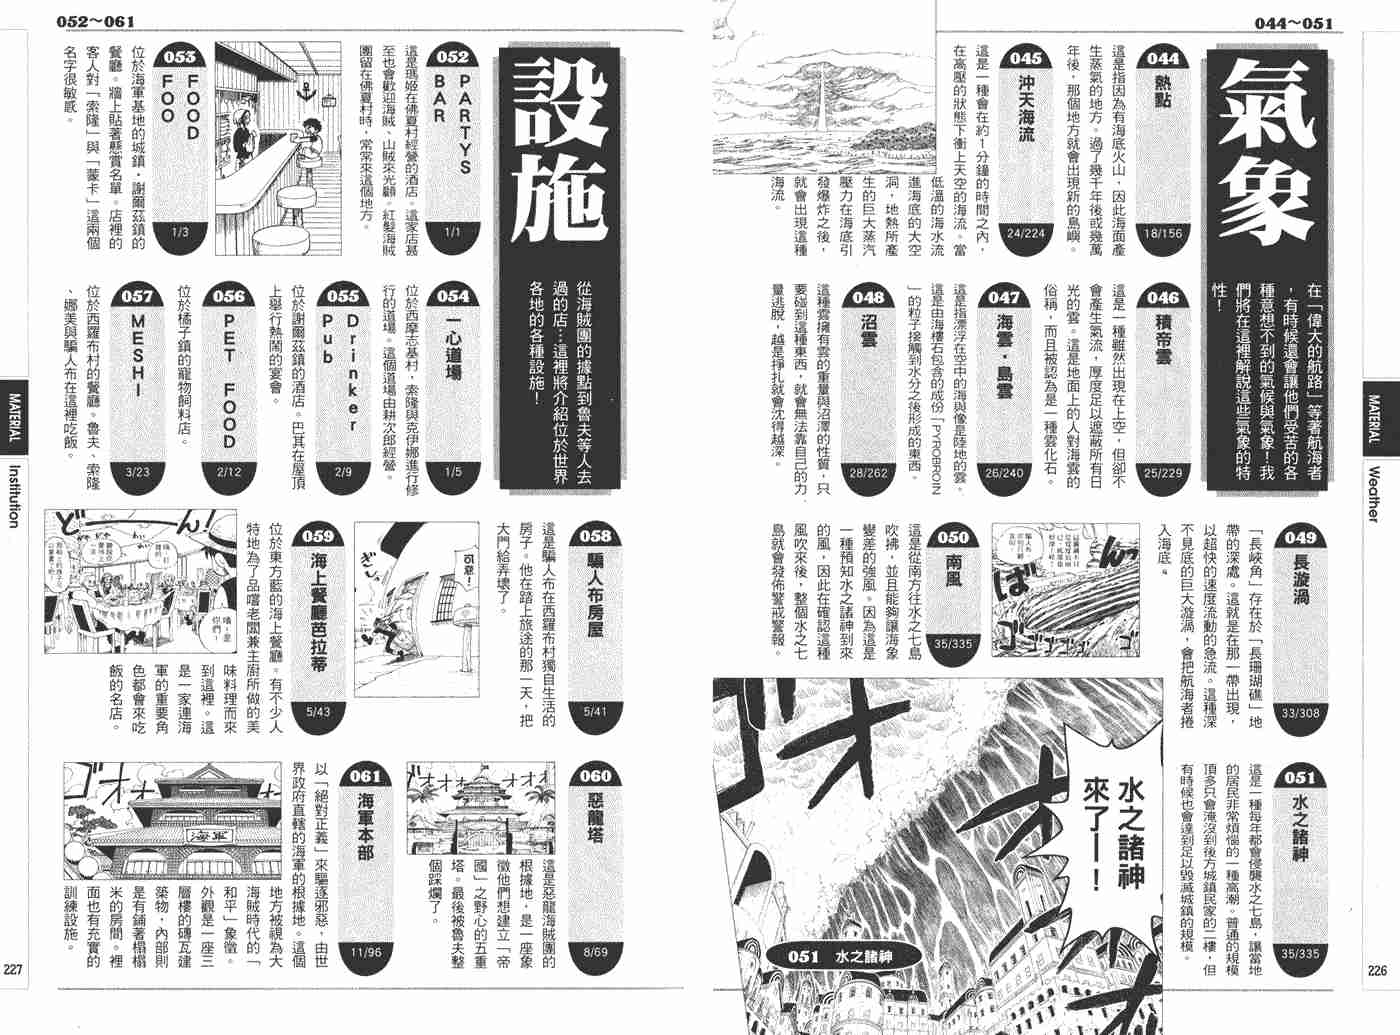 044～051
氣象
在「偉大的航路」等著航海者
，有時候還會讓他們受苦的各
種意想不到的氣候與氣象！我
們將在這裡解說這些氣象的特
性！
044
熱點
18/156
這是指因為有海底火山，因此海面產
生蒸氣的地方。過了幾千年後或幾萬
年後，那個地方就會出現新的島嶼。
045
沖天海流
24/224
這是一種會在約1分鐘的時間之內，
在高壓的狀態下衝上天空的海流。當
低溫的海水流
進海底的大空
洞，地熱所產
生的巨大蒸汽
壓力在海底引
發爆炸之後，
就會出現這種
海流。
046
積帝雲
25/229
這是一種雖然出現在上空，但卻不
會產生氣流，厚度足以遮蔽所有日
光的雲。這是地面上的人對海雲的
俗稱，而且被認為是一種雲化石。
047
海雲・島雲
26/240
這是指漂浮在空中的海與像是陸地的雲。
這是由海樓石包含的成份「PYROBROIN
」的粒子接觸到水分之後形成的東西。
048
沼雲
28/262
這種雲擁有雲的重量與沼澤的性質，只
要碰到這種東西，就會無法靠自己的力
量逃脫，越是掙扎就會沈得越深。
049
長漩渦
33/308
「長峽角」存在於「長珊瑚礁」地
帶的深處。這就是在那一帶出現，
以超快的速度流動的急流。這種深
不見底的巨大漩渦，會把航海者捲
入海底。
ばん
ゴゴゴゴ
050
南風
35/335
這是從南方往水之七島
吹拂，並且能夠讓海象
變差的強風。因為這是
一種預知水之諸神到來
的風，因此在確認這種
風吹來後，整個水之七
島就會發佈警戒警報。
051
水之諸神
35/335
這是一種每年都會侵襲水之七島，讓當地
的居民非常煩惱的一種高潮。普通的規模
頂多只會淹沒到後方城鎮民家的二樓，但
有時候也會達到足以毀滅城鎮的規模。
水之諸神
來了——！
オオオオ
051 水之諸神
MATERIAL
Weather
226
052～061
設施
從海賊團的據點到魯夫等人去
過的店…這裡將介紹位於世界
各地的各種設施！
052
PARTYS
BAR
1/1
這是瑪姬在佛夏村經營的酒店。這家店甚
至也會歡迎海賊、山賊來光顧。紅髮海賊
團留在佛夏村時，常常來這個地方。
053
FOOD
FOO
1/3
位於海軍基地的城鎮・謝爾茲鎮的
餐廳。牆上貼著懸賞名單。店裡的
客人對「索隆」與「蒙卡」這兩個
名字很敏感。
054
一心道場
1/5
位於西摩志基村，索隆與克伊娜進行修
行的道場。這個道場由耕次郎經營。
055
Drinker
Pub
2/9
位於謝爾茲鎮的酒店。巴其在屋頂
上舉行熱鬧的宴會。
056
PET FOOD
2/12
位於橘子鎮的寵物飼料店。
057
MESHI
3/23
位於西羅布村的餐廳。魯夫、索隆
、娜美與騙人布在這裡吃飯。
058
騙人布房屋
5/41
這是騙人布在西羅布村獨自生活的
房子。他在踏上旅途的那一天，把
大門給弄壞了。
可惡！
059
海上餐廳芭拉蒂
5/43
位於東方藍的海上餐廳。有不少人
特地為了品嚐老闆兼主廚所做的美
味料理而來
到這裡。這
是一家連海
軍的重要角
色都會來吃
飯的名店。
どーーん！
060
惡龍塔
8/69
這是惡龍海賊團的
根據地，是一座象
徵他們想建立「帝
國」之野心的五重
塔。最後被魯夫整
個踩爛了。
オオオオ
061
海軍本部
11/96
以「絕對正義」來驅逐邪惡，由世
界政府直轄的海軍的根據地。這個
地方被視為大
海賊時代的「
和平」象徵。
外觀是一座三
層樓的磚瓦建
築物，內部則
是有鋪著榻榻
米的房間。裡
面也有充實的
訓練設施。
海軍
ゴオオ
MATERIAL
Institution
227